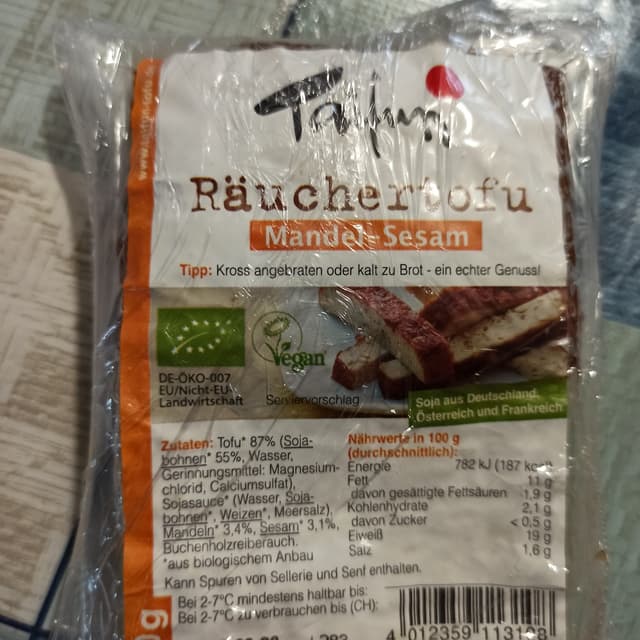 Taifun
Räuchertofu
Mandel-Sesam
Tipp: Kross angebraten oder kalt zu Brot - ein echter Genuss!
DE-ÖKO-007
EU/Nicht-EU-
Landwirtschaft
Vegan
Serviervorschlag
Soja aus Deutschland,
Österreich und Frankreich
Zutaten: Tofu* 87% (Soja-
bohnen* 55%, Wasser,
Gerinnungsmittel: Magnesium-
chlorid, Calciumsulfat),
Sojasauce* (Wasser, Soja-
bohnen*, Weizen*, Meersalz),
Mandeln* 3,4%, Sesam* 3,1%,
Buchenholzreiberauch.
*aus biologischem Anbau
Kann Spuren von Sellerie und Senf enthalten.
Nährwerte in 100 g
(durchschnittlich):
Energie 782 kJ (187 kcal)
Fett 11 g
davon gesättigte Fettsäuren 1,9 g
Kohlenhydrate 2,1 g
davon Zucker < 0,5 g
Eiweiß 19 g
Salz 1,6 g
Bei 2-7°C mindestens haltbar bis:
Bei 2-7°C zu verbrauchen bis (CH):
4 012359 113108